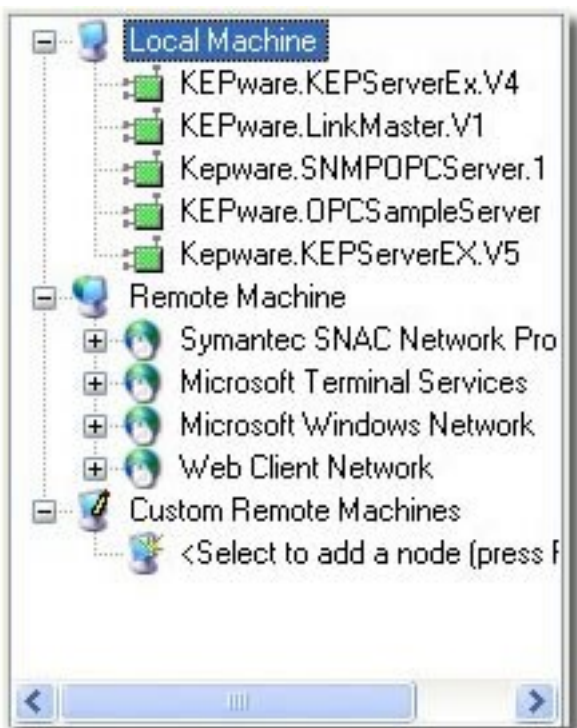 Local Machine
KEPware.KEPServerEx.V4
KEPware.LinkMaster.V1
Kepware.SNMPOPCServer.1
KEPware.OPCSampleServer
Kepware.KEPServerEX.V5
Remote Machine
Symantec SNAC Network Pro
Microsoft Terminal Services
Microsoft Windows Network
Web Client Network
Custom Remote Machines
<Select to add a node (press